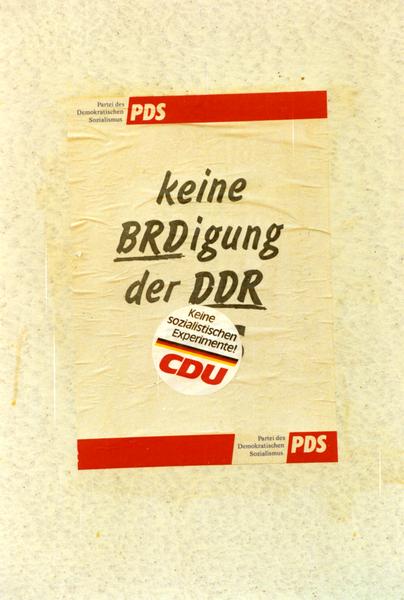 Partei des
Demokratischen
Sozialismus
PDS
keine
BRDigung
der DDR
Keine
sozialistischen
Experimente!
CDU
Partei des
Demokratischen
Sozialismus
PDS